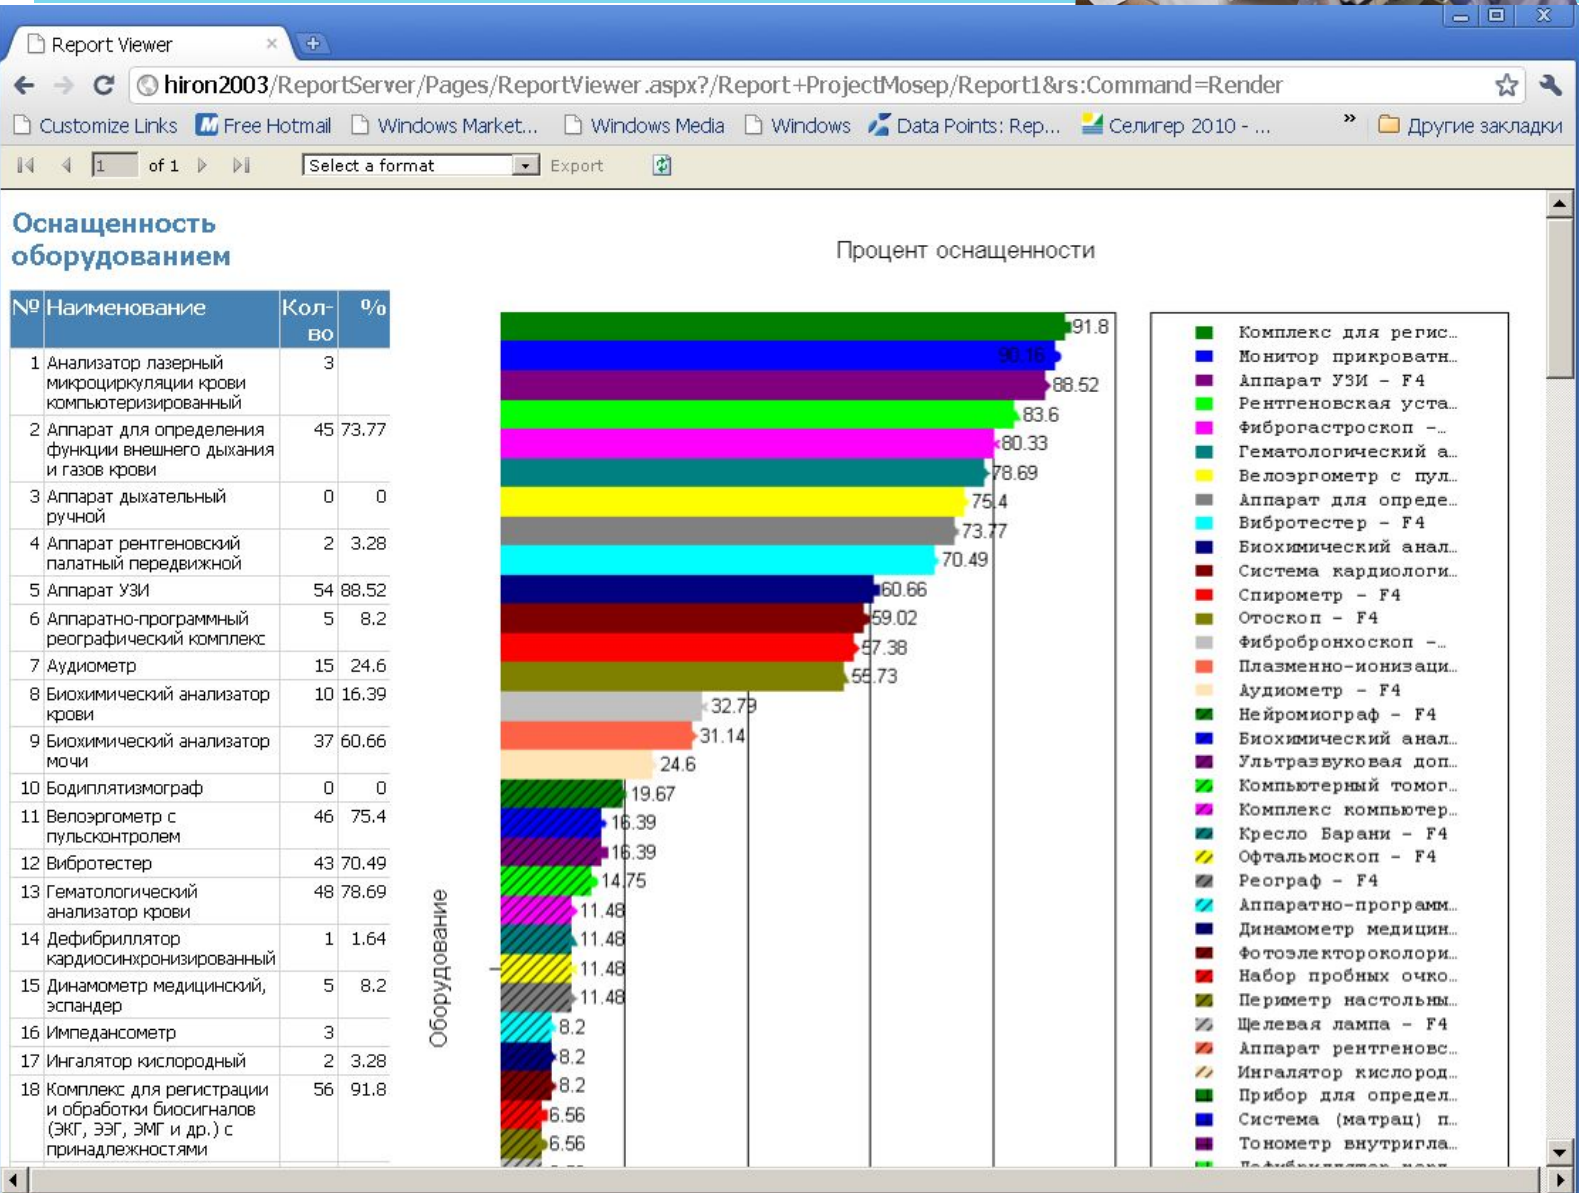 Report Viewer
hiron2003/ReportServer/Pages/ReportViewer.aspx?/Report+ProjectMosep/Report1&rs:Command=Render
Customize Links Free Hotmail Windows Market... Windows Media Windows Data Points: Rep... Селигер 2010 - ... » Другие закладки
1 of 1 Select a format Export
Оснащенность
оборудованием
№ Наименование Кол-
во %
1 Анализатор лазерный 3
микроциркуляции крови
компьютеризированный
2 Аппарат для определения 45 73.77
функции внешнего дыхания
и газов крови
3 Аппарат дыхательный 0 0
ручной
4 Аппарат рентгеновский 2 3.28
палатный передвижной
5 Аппарат УЗИ 54 88.52
6 Аппаратно-программный 5 8.2
реографический комплекс
7 Аудиометр 15 24.6
8 Биохимический анализатор 10 16.39
крови
9 Биохимический анализатор 37 60.66
мочи
10 Бодиплятизмограф 0 0
11 Велоэргометр с 46 75.4
пульсконтролем
12 Вибротестер 43 70.49
13 Гематологический 48 78.69
анализатор крови
14 Дефибриллятор 1 1.64
кардиосинхронизированный
15 Динамометр медицинский, 5 8.2
эспандер
16 Импедансометр 3
17 Ингалятор кислородный 2 3.28
18 Комплекс для регистрации 56 91.8
и обработки биосигналов
(ЭКГ, ЭЭГ, ЭМГ и др.) с
принадлежностями
Процент оснащенности
Оборудование
91.8
90.16
88.52
83.6
80.33
78.69
75.4
73.77
70.49
60.66
59.02
57.38
55.73
32.79
31.14
24.6
19.67
16.39
16.39
14.75
11.48
11.48
11.48
11.48
8.2
8.2
8.2
6.56
6.56
Комплекс для регис...
Монитор прикроватн...
Аппарат УЗИ - F4
Рентгеновская уста...
Фиброгастроскоп -...
Гематологический а...
Велоэргометр с пул...
Аппарат для опреде...
Вибротестер - F4
Биохимический анал...
Система кардиологи...
Спирометр - F4
Отоскоп - F4
Фибробронхоскоп -...
Плазменно-ионизаци...
Аудиометр - F4
Нейромиограф - F4
Биохимический анал...
Ультразвуковая доп...
Компьютерный томог...
Комплекс компьютер...
Кресло Барани - F4
Офтальмоскоп - F4
Реограф - F4
Аппаратно-программ...
Динамометр медицин...
Фотоэлектороколори...
Набор пробных очко...
Периметр настольны...
Щелевая лампа - F4
Аппарат рентгеновс...
Ингалятор кислород...
Прибор для определ...
Система (матрац) п...
Тонометр внутригла...